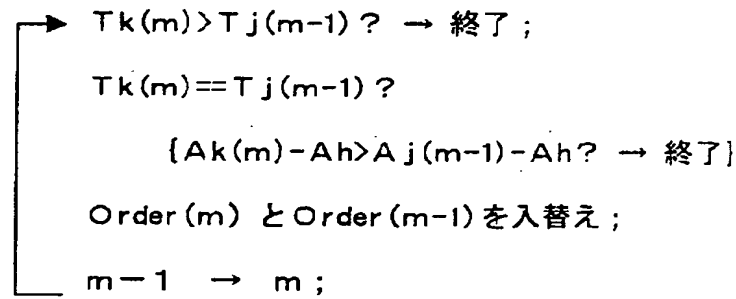 Tk(m)>Tj(m-1)? → 終了;
Tk(m)==Tj(m-1)?
{Ak(m)-Ah>Aj(m-1)-Ah? → 終了}
Order(m) とOrder(m-1)を入替え;
m-1 → m;